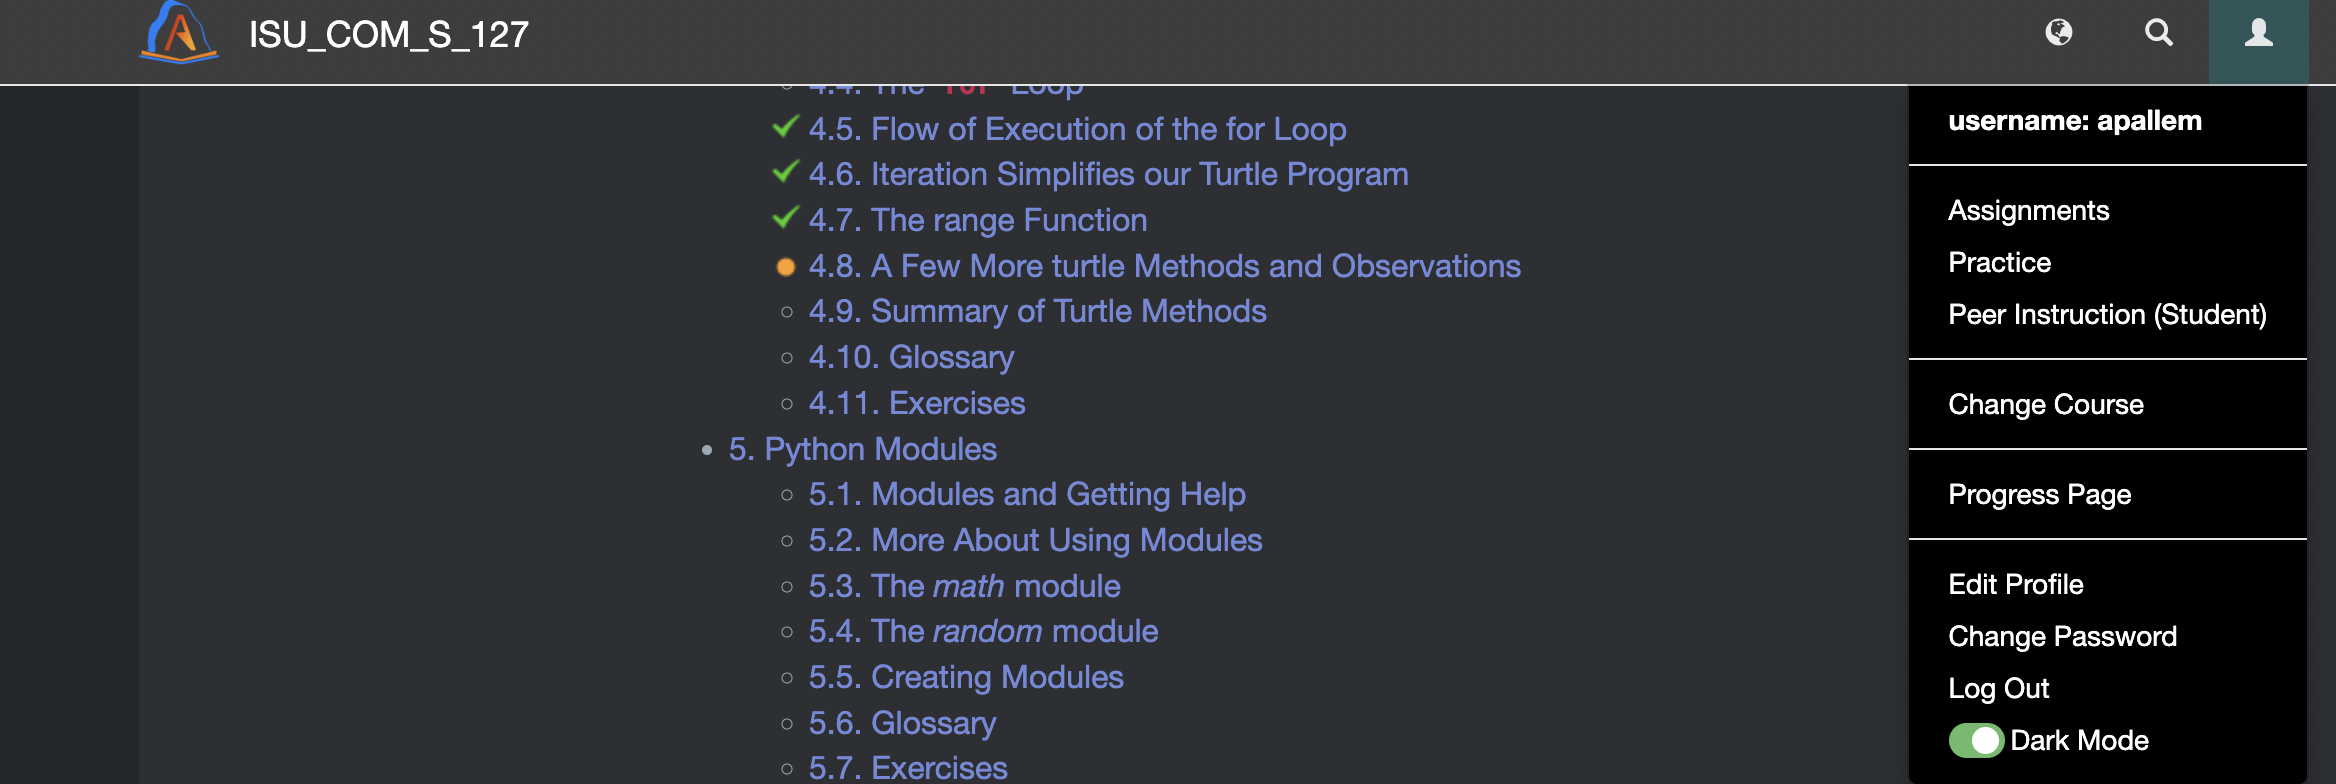 ISU_COM_S_127
4.4. The for Loop
4.5. Flow of Execution of the for Loop
4.6. Iteration Simplifies our Turtle Program
4.7. The range Function
4.8. A Few More turtle Methods and Observations
4.9. Summary of Turtle Methods
4.10. Glossary
4.11. Exercises
5. Python Modules
5.1. Modules and Getting Help
5.2. More About Using Modules
5.3. The math module
5.4. The random module
5.5. Creating Modules
5.6. Glossary
5.7. Exercises
username: apallem
Assignments
Practice
Peer Instruction (Student)
Change Course
Progress Page
Edit Profile
Change Password
Log Out
Dark Mode